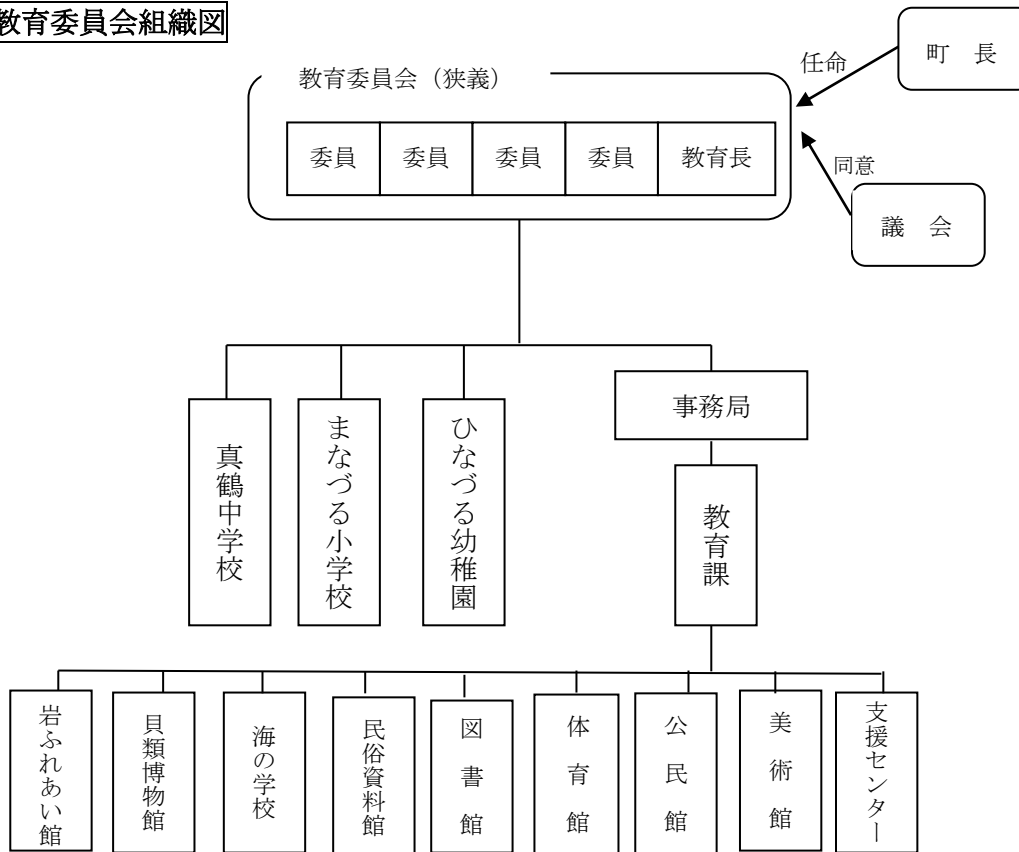 教育委員会組織図
町 長
任命
教育委員会（狭義）
委員
委員
委員
委員
教育長
同意
議 会
事務局
真鶴中学校
まなづる小学校
ひなづる幼稚園
教育課
岩ふれあい館
貝類博物館
海の学校
民俗資料館
図書館
体育館
公民館
美術館
支援センター